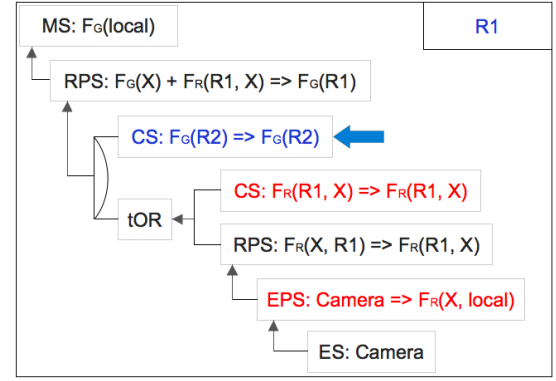 MS: FG(local)
R1
RPS: FG(X) + FR(R1, X) => FG(R1)
CS: FG(R2) => FG(R2)
CS: FR(R1, X) => FR(R1, X)
tOR
RPS: FR(X, R1) => FR(R1, X)
EPS: Camera => FR(X, local)
ES: Camera